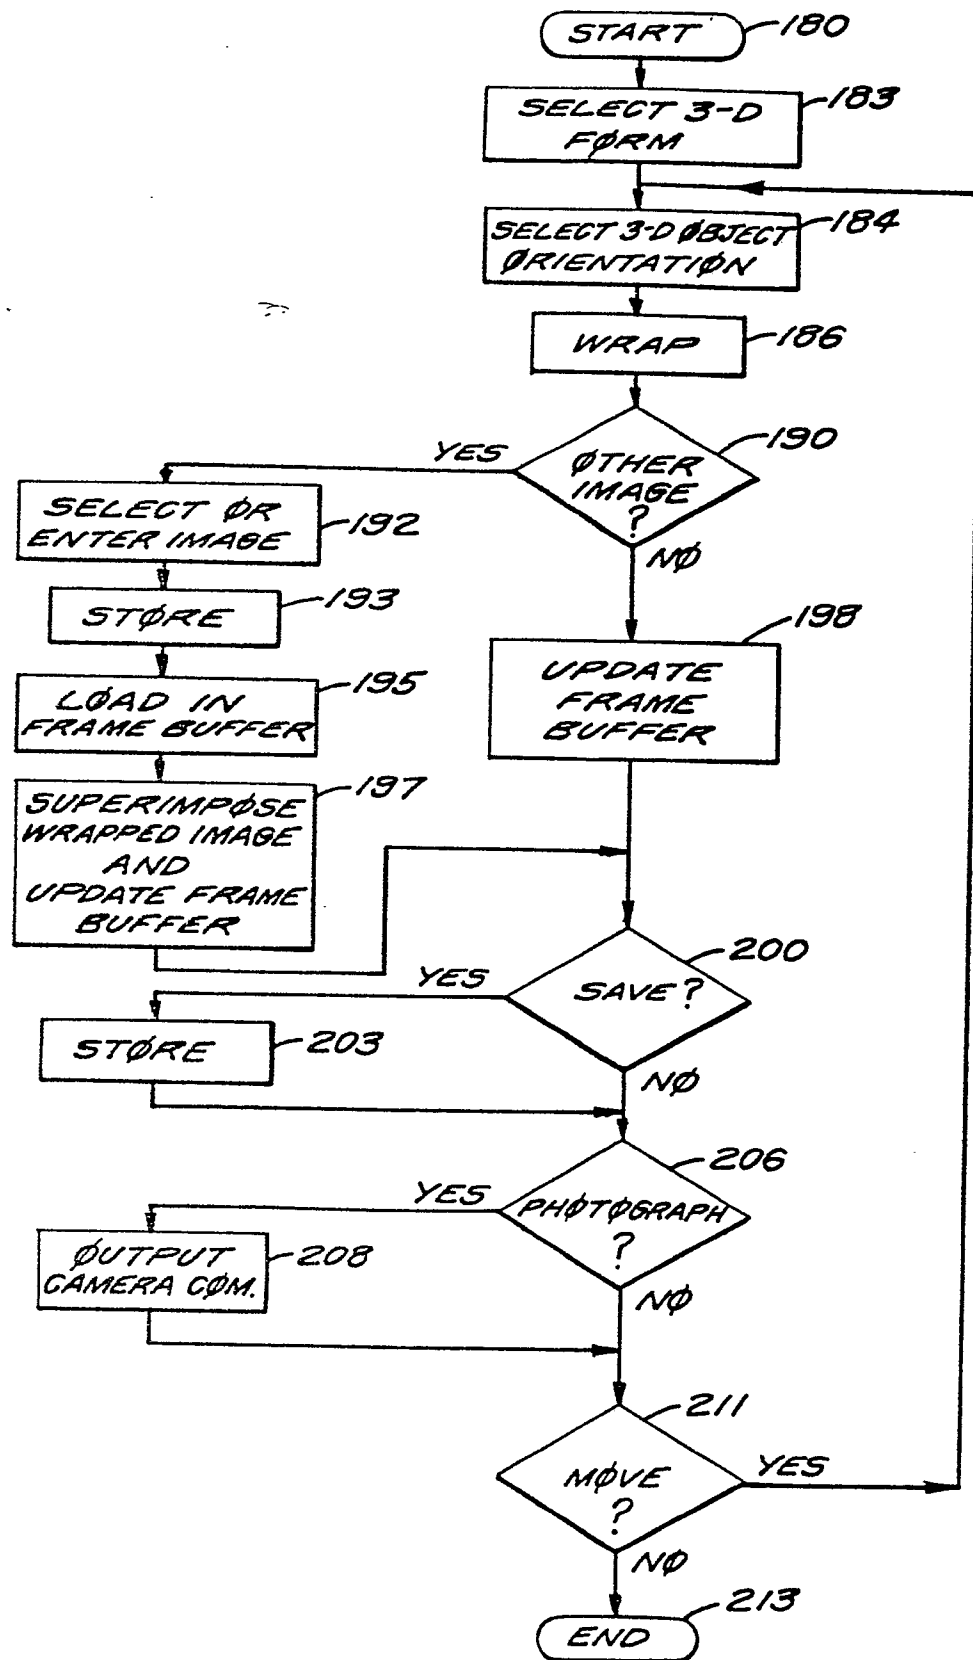 START
180
SELECT 3-D
FØRM
183
SELECT 3-D ØBJECT
ØRIENTATIØN
184
WRAP
186
ØTHER
IMAGE
?
190
YES
NØ
SELECT ØR
ENTER IMAGE
192
STØRE
193
LØAD IN
FRAME BUFFER
195
SUPERIMPØSE
WRAPPED IMAGE
AND
UPDATE FRAME
BUFFER
197
UPDATE
FRAME
BUFFER
198
SAVE?
200
YES
NØ
STØRE
203
PHØTØGRAPH
?
206
YES
NØ
ØUTPUT
CAMERA CØM.
208
MØVE
?
211
YES
NØ
END
213